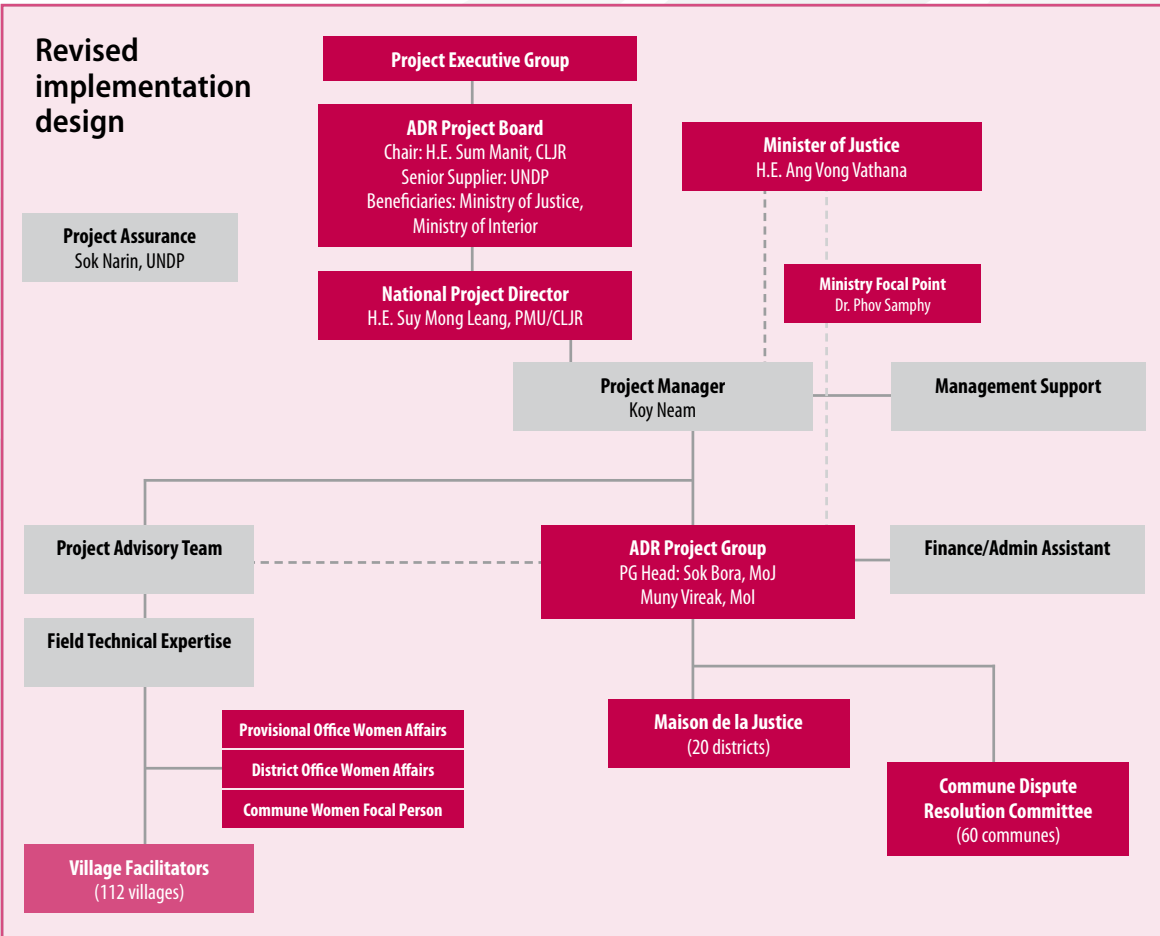 Revised
implementation
design
Project Executive Group
ADR Project Board
Chair: H.E. Sum Manit, CLJR
Senior Supplier: UNDP
Beneficiaries: Ministry of Justice,
Ministry of Interior
Minister of Justice
H.E. Ang Vong Vathana
Project Assurance
Sok Narin, UNDP
National Project Director
H.E. Suy Mong Leang, PMU/CLJR
Ministry Focal Point
Dr. Phov Samphy
Project Manager
Koy Neam
Management Support
Project Advisory Team
ADR Project Group
PG Head: Sok Bora, MoJ
Muny Vireak, MoI
Finance/Admin Assistant
Field Technical Expertise
Provisional Office Women Affairs
District Office Women Affairs
Commune Women Focal Person
Maison de la Justice
(20 districts)
Commune Dispute
Resolution Committee
(60 communes)
Village Facilitators
(112 villages)